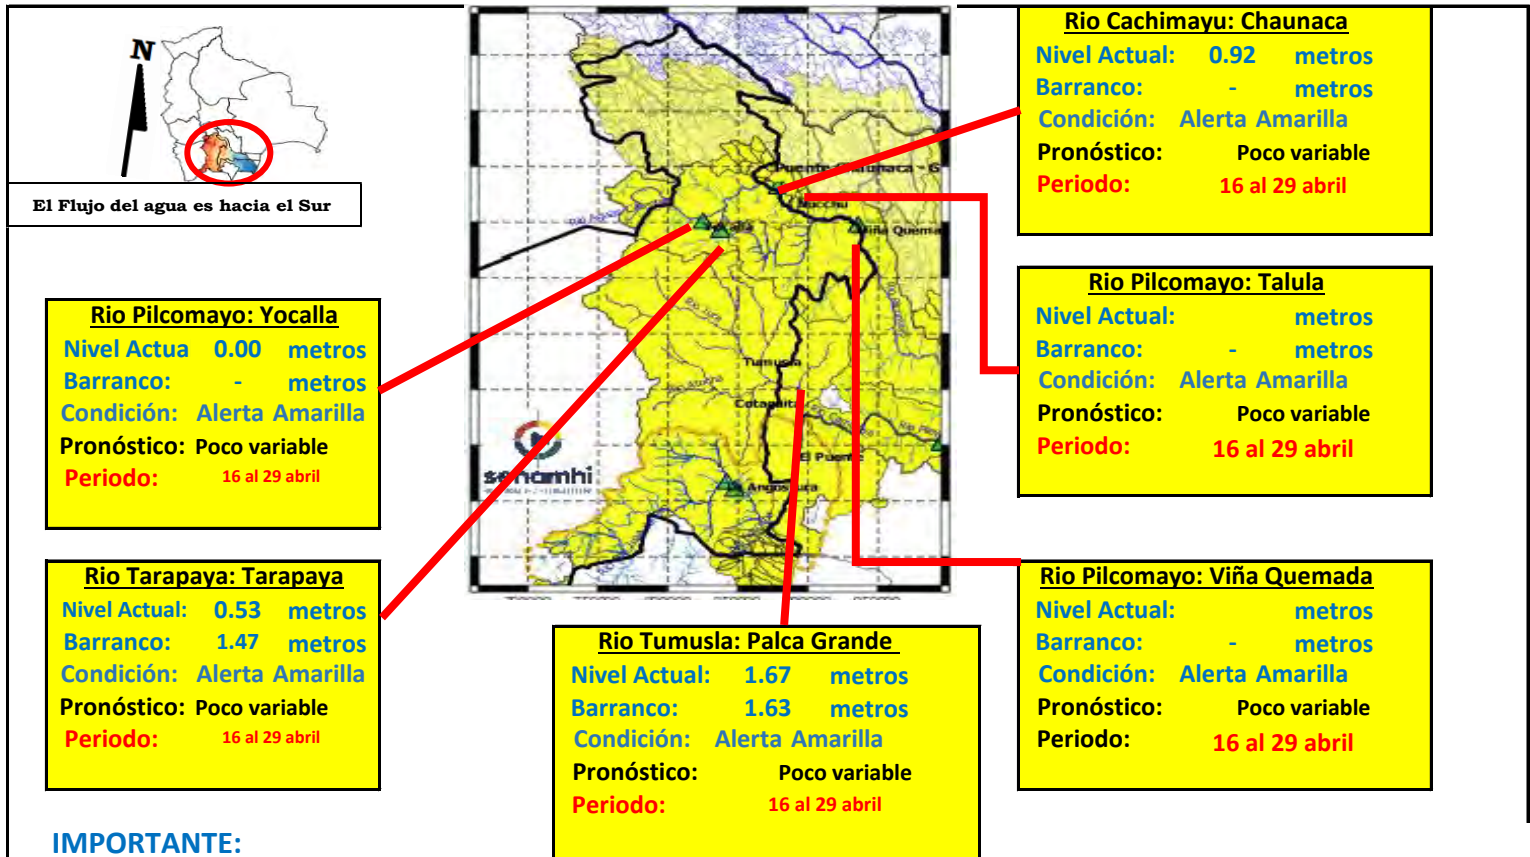 N
El Flujo del agua es hacia el Sur
Rio Pilcomayo: Yocalla
Nivel Actua 0.00 metros
Barranco: - metros
Condición: Alerta Amarilla
Pronóstico: Poco variable
Periodo: 16 al 29 abril
Rio Tarapaya: Tarapaya
Nivel Actual: 0.53 metros
Barranco: 1.47 metros
Condición: Alerta Amarilla
Pronóstico: Poco variable
Periodo: 16 al 29 abril
IMPORTANTE:
Puente Chaunaca - G
Viña Quema
Tumusla
Cotagaita
El Puente
Angostura
senamhi
Rio Tumusla: Palca Grande
Nivel Actual: 1.67 metros
Barranco: 1.63 metros
Condición: Alerta Amarilla
Pronóstico: Poco variable
Periodo: 16 al 29 abril
Rio Cachimayu: Chaunaca
Nivel Actual: 0.92 metros
Barranco: - metros
Condición: Alerta Amarilla
Pronóstico: Poco variable
Periodo: 16 al 29 abril
Rio Pilcomayo: Talula
Nivel Actual: metros
Barranco: - metros
Condición: Alerta Amarilla
Pronóstico: Poco variable
Periodo: 16 al 29 abril
Rio Pilcomayo: Viña Quemada
Nivel Actual: metros
Barranco: - metros
Condición: Alerta Amarilla
Pronóstico: Poco variable
Periodo: 16 al 29 abril